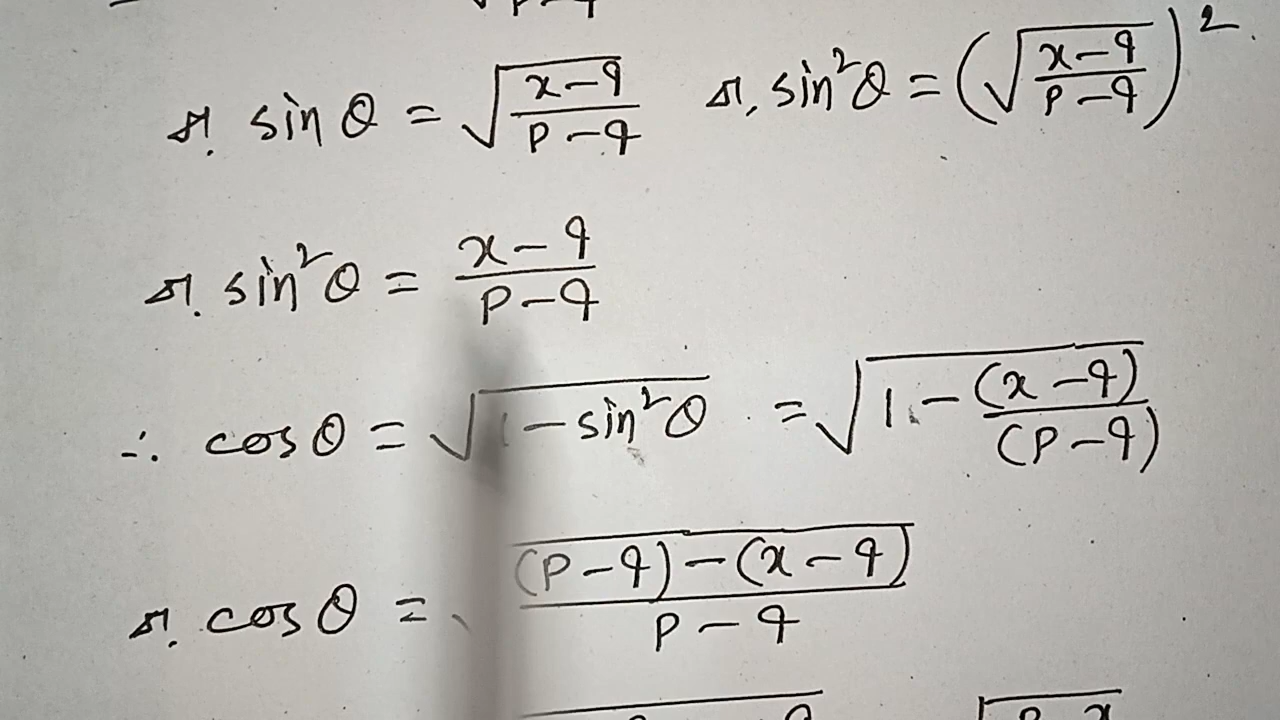 √p-q
বা, sin θ = √(x-q)/(p-q) বা, sin²θ = (√(x-q)/(p-q))².
বা, sin²θ = (x-q)/(p-q)
∴ cos θ = √1-sin²θ = √1-(x-q)/(p-q)
বা, cos θ = √((p-q)-(x-q))/(p-q)